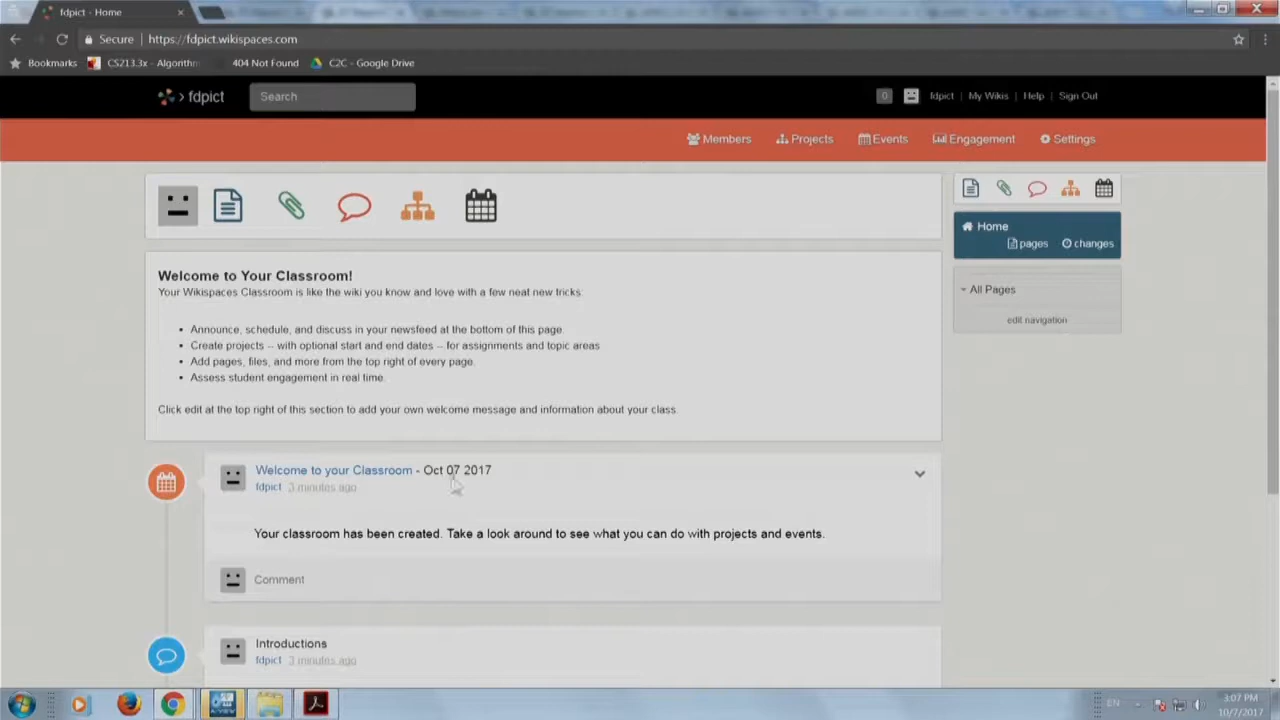 fdpict - Home
Secure
https://fdpict.wikispaces.com
Bookmarks
CS213.3x - Algorithm
404 Not Found
C2C - Google Drive
> fdpict
Search
0
fdpict | My Wikis | Help | Sign Out
Members
Projects
Events
Engagement
Settings
Home
pages
changes
All Pages
edit navigation
Welcome to Your Classroom!
Your Wikispaces Classroom is like the wiki you know and love with a few neat new tricks:
• Announce, schedule, and discuss in your newsfeed at the bottom of this page.
• Create projects -- with optional start and end dates -- for assignments and topic areas
• Add pages, files, and more from the top right of every page.
• Assess student engagement in real time.
Click edit at the top right of this section to add your own welcome message and information about your class.
Welcome to your Classroom - Oct 07 2017
fdpict 3 minutes ago
Your classroom has been created. Take a look around to see what you can do with projects and events.
Comment
Introductions
fdpict 3 minutes ago
EN
3:07 PM
10/7/2017